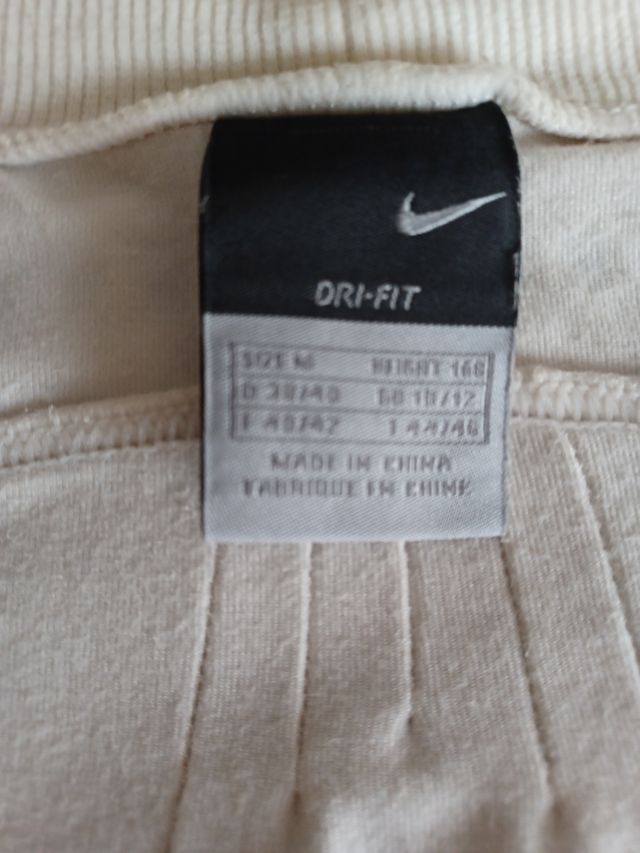 DRI-FIT
SIZE M HEIGHT 168
D 38/40 GB 10/12
F 40/42 I 44/46
MADE IN CHINA
FABRIQUE EN CHINE